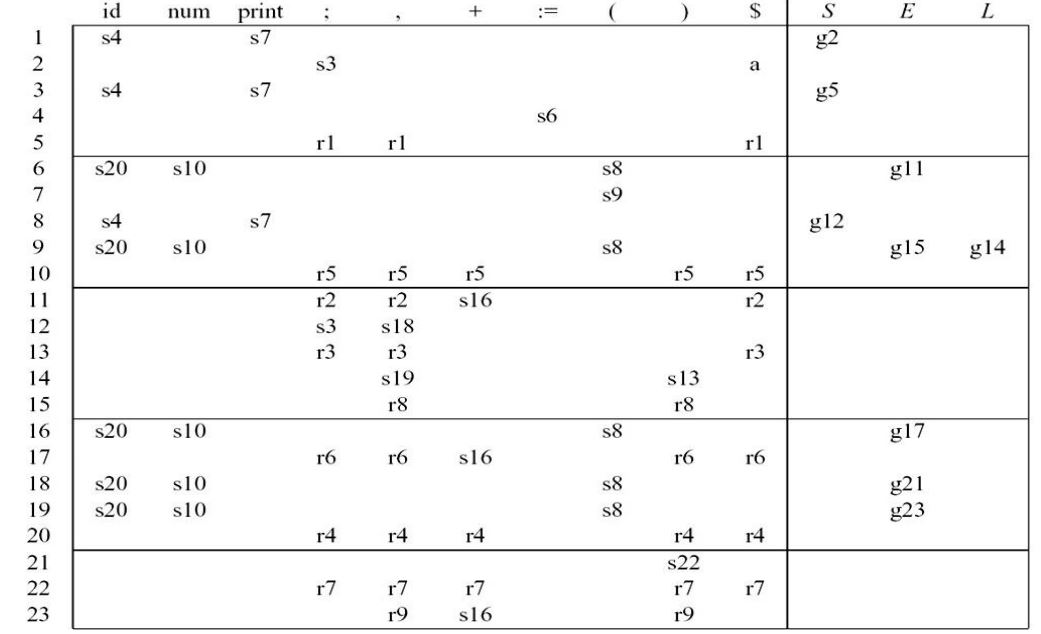 id num print ; , + := ( ) $ S E L
1 s4 s7 g2
2 s3 a
3 s4 s7 g5
4 s6
5 r1 r1 r1
6 s20 s10 s8 g11
7 s9
8 s4 s7 g12
9 s20 s10 s8 g15 g14
10 r5 r5 r5 r5 r5
11 r2 r2 s16 r2
12 s3 s18
13 r3 r3 r3
14 s19 s13
15 r8 r8
16 s20 s10 s8 g17
17 r6 r6 s16 r6 r6
18 s20 s10 s8 g21
19 s20 s10 s8 g23
20 r4 r4 r4 r4 r4
21 s22
22 r7 r7 r7 r7 r7
23 r9 s16 r9